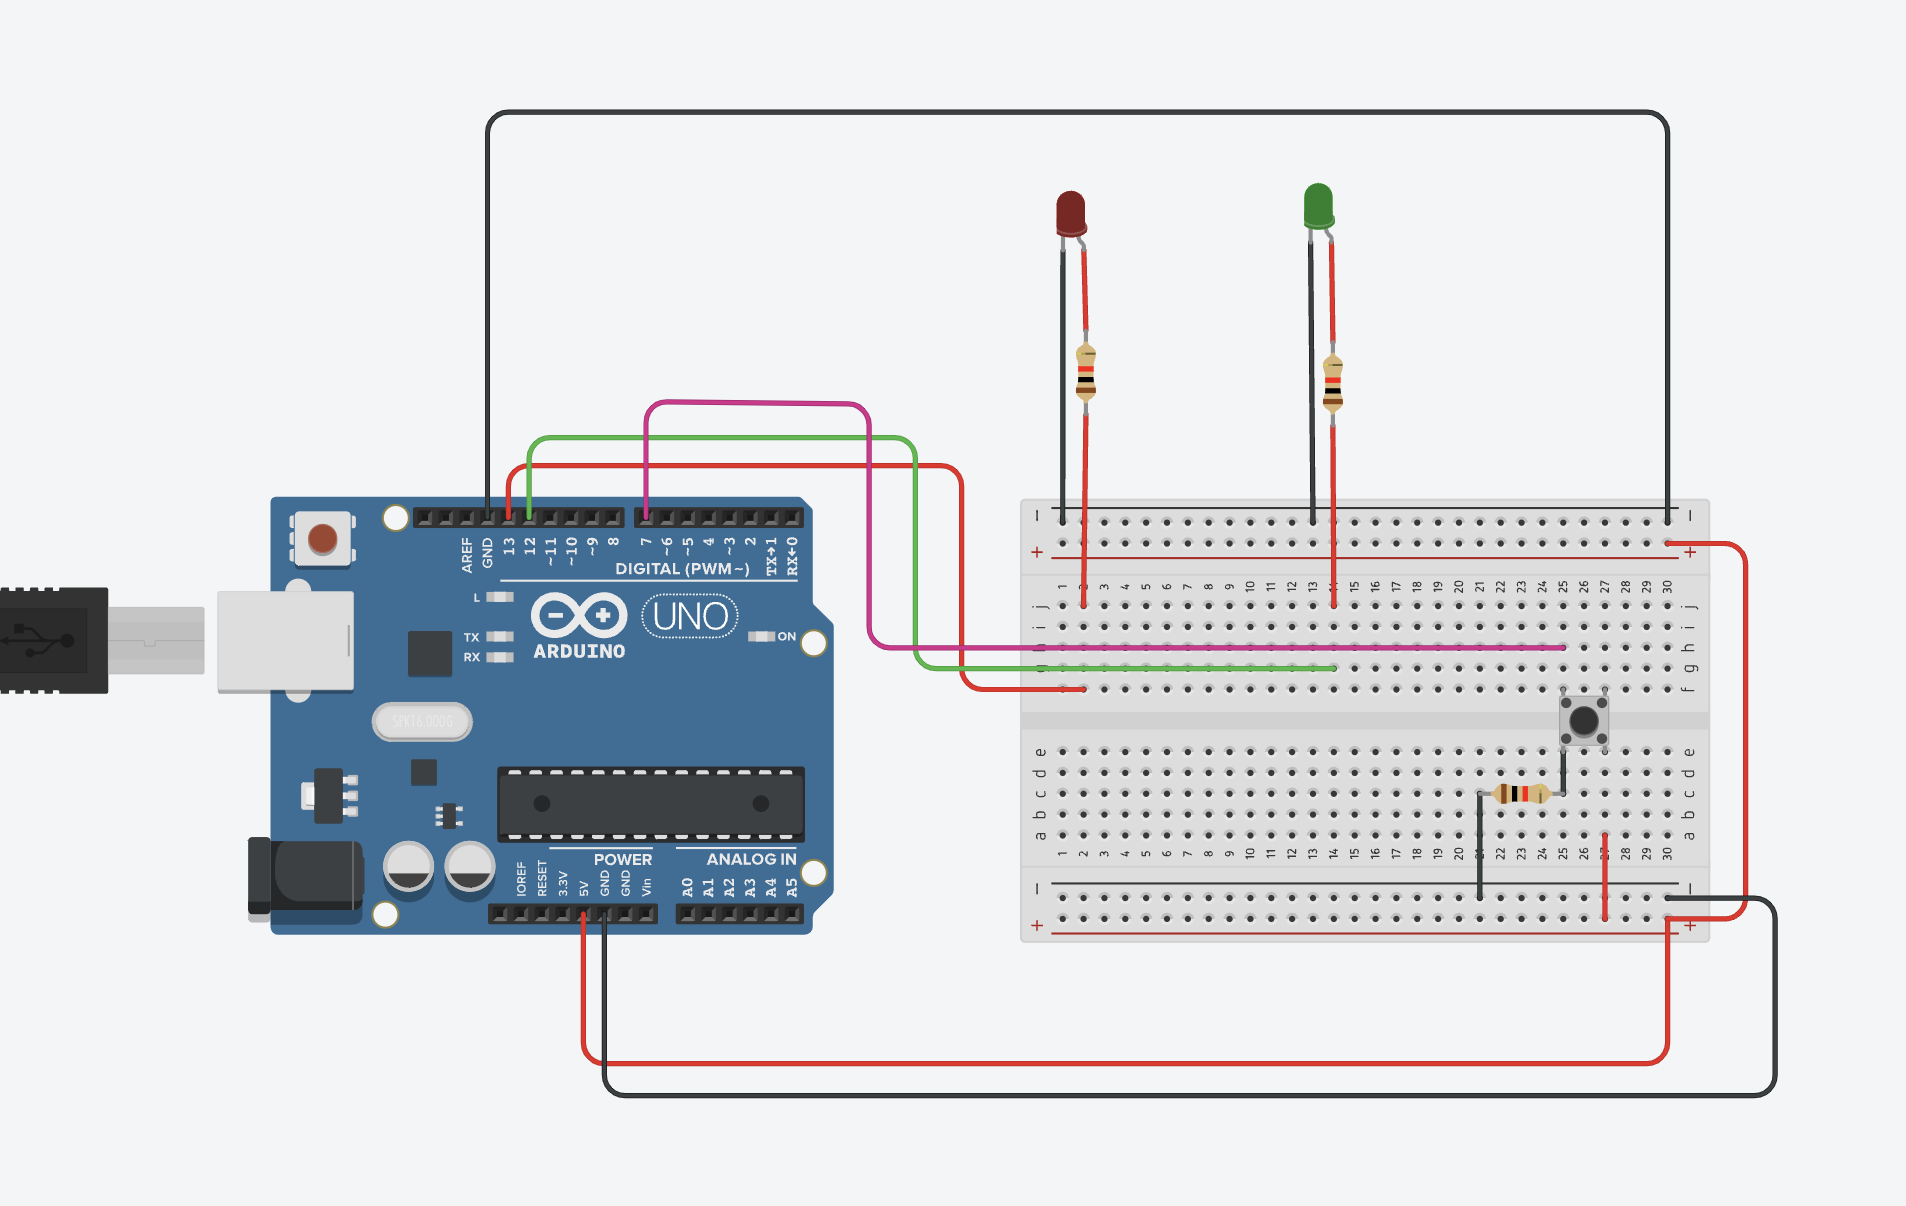 AREF
GND
13
12
~11
~10
~9
8
7
~6
~5
4
~3
2
TX→1
RX←0
DIGITAL (PWM~)
L
TX
RX
UNO
ON
ARDUINO
SPK16.000G
POWER
ANALOG IN
IOREF
RESET
3.3V
5V
GND
GND
Vin
A0
A1
A2
A3
A4
A5
− −
+ +
1 3 4 5 6 7 8 9 10 11 12 13 15 16 17 18 19 20 21 22 23 24 25 26 27 28 29 30
j j
i i
h
g
f
e e
d d
c c
b b
a a
1 2 3 4 5 6 7 8 9 10 11 12 13 14 15 16 17 18 19 20 22 23 24 25 26 28 29 30
− −
+ +